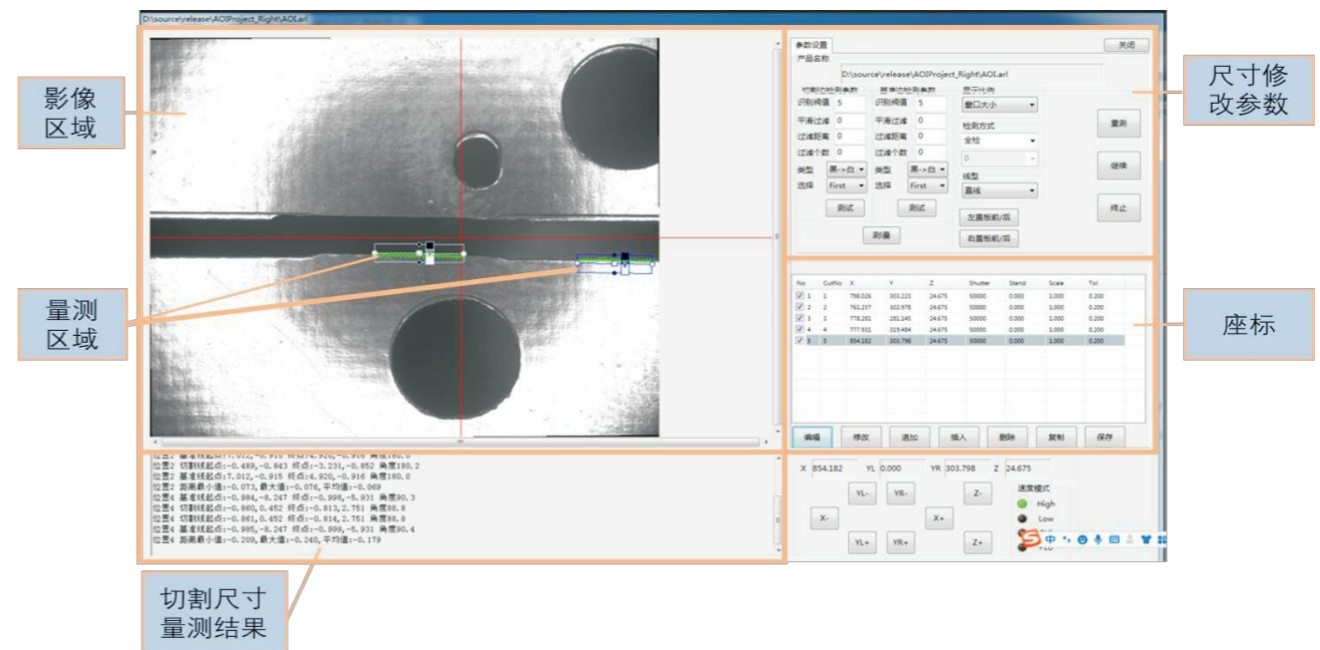 D:\source\release\AOIProject_Right\AOI.arl
影像
区域
量测
区域
切割尺寸
量测结果
尺寸修
改参数
座标
参数设置
关闭
产品名称
D:\source\release\AOIProject_Right\AOI.arl
切割边检测参数 基准边检测参数 显示比例
识别阈值 5 识别阈值 5 窗口大小
平滑过滤 0 平滑过滤 0 检测方式
过滤距离 0 过滤距离 0 全检
过滤个数 0 过滤个数 0 0
类型 黑->白 类型 黑->白 线型
选择 First 选择 First 直线
测试 测试 左盖板前/后
测量 右盖板前/后
重测
继续
终止
No CutNo X Y Z Shutter Stand Scale Tol
1 1 798.026 303.223 24.675 50000 0.000 1.000 0.200
2 2 761.237 302.978 24.675 50000 0.000 1.000 0.200
3 3 778.281 281.145 24.675 50000 0.000 1.000 0.200
4 4 777.931 319.484 24.675 50000 0.000 1.000 0.200
5 5 854.182 303.798 24.675 50000 0.000 1.000 0.200
编辑 修改 追加 插入 删除 复制 保存
位置2 切割线起点:-0.489,-0.843 终点:-3.231,-0.852 角度180.2
位置2 基准线起点:7.012,-0.915 终点:4.920,-0.916 角度180.0
位置2 距离最小值:-0.073,最大值:-0.076,平均值:-0.069
位置4 基准线起点:-0.984,-8.247 终点:-0.998,-5.931 角度90.3
位置4 切割线起点:-0.860,0.452 终点:-0.813,2.751 角度88.8
位置4 切割线起点:-0.861,0.452 终点:-0.814,2.751 角度88.8
位置4 基准线起点:-0.985,-8.247 终点:-0.999,-5.931 角度90.4
位置4 距离最小值:-0.209,最大值:-0.240,平均值:-0.179
X 854.182 YL 0.000 YR 303.798 Z 24.675
YL- YR- Z-
X- X+
YL+ YR+ Z+
速度模式
High
Low
中